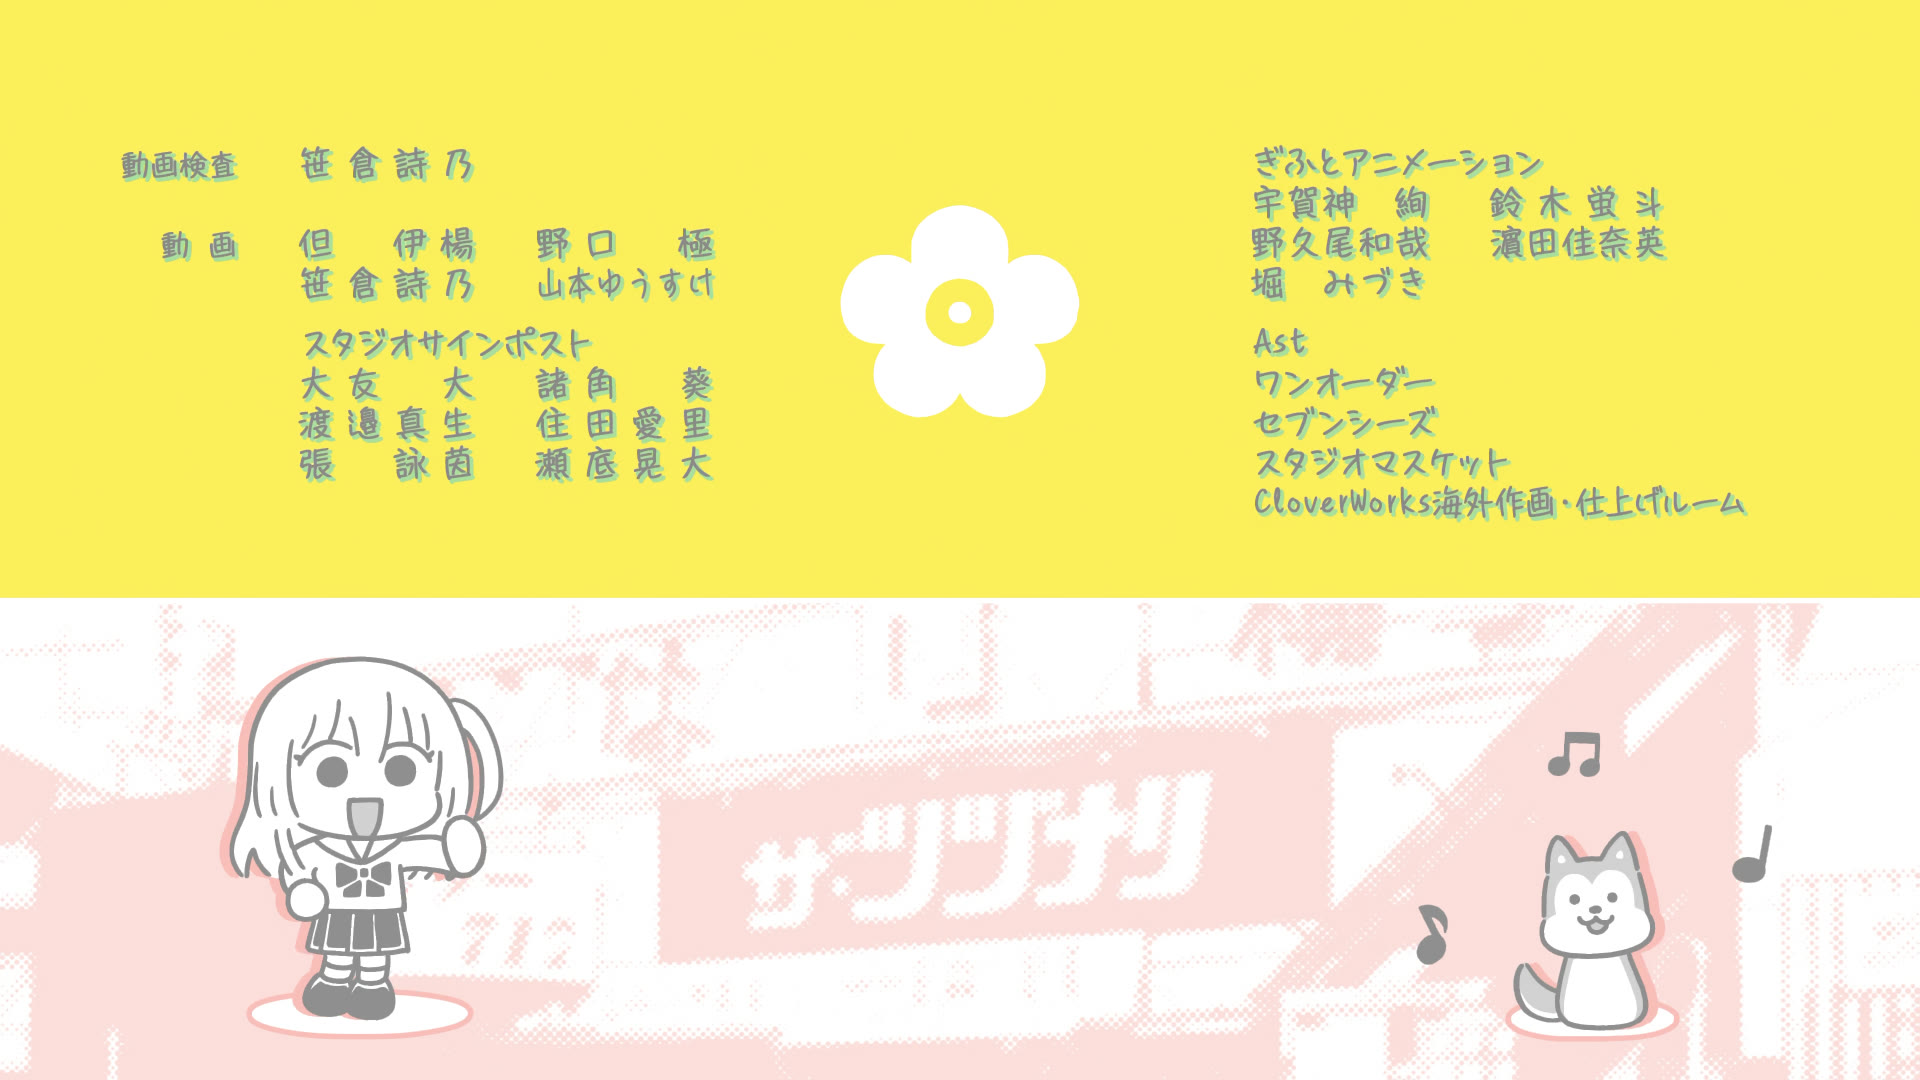 動画検査 笹倉詩乃
動画 但 伊楊 野口 極
笹倉詩乃 山本ゆうすけ
スタジオサインポスト
大友 大 諸角 葵
渡邉真生 住田愛里
張 詠茵 瀬底晃大
ぎふとアニメーション
宇賀神 絢 鈴木蛍斗
野久尾和哉 濵田佳奈英
堀 みづき
Ast
ワンオーダー
セブンシーズ
スタジオマスケット
CloverWorks海外作画・仕上げルーム